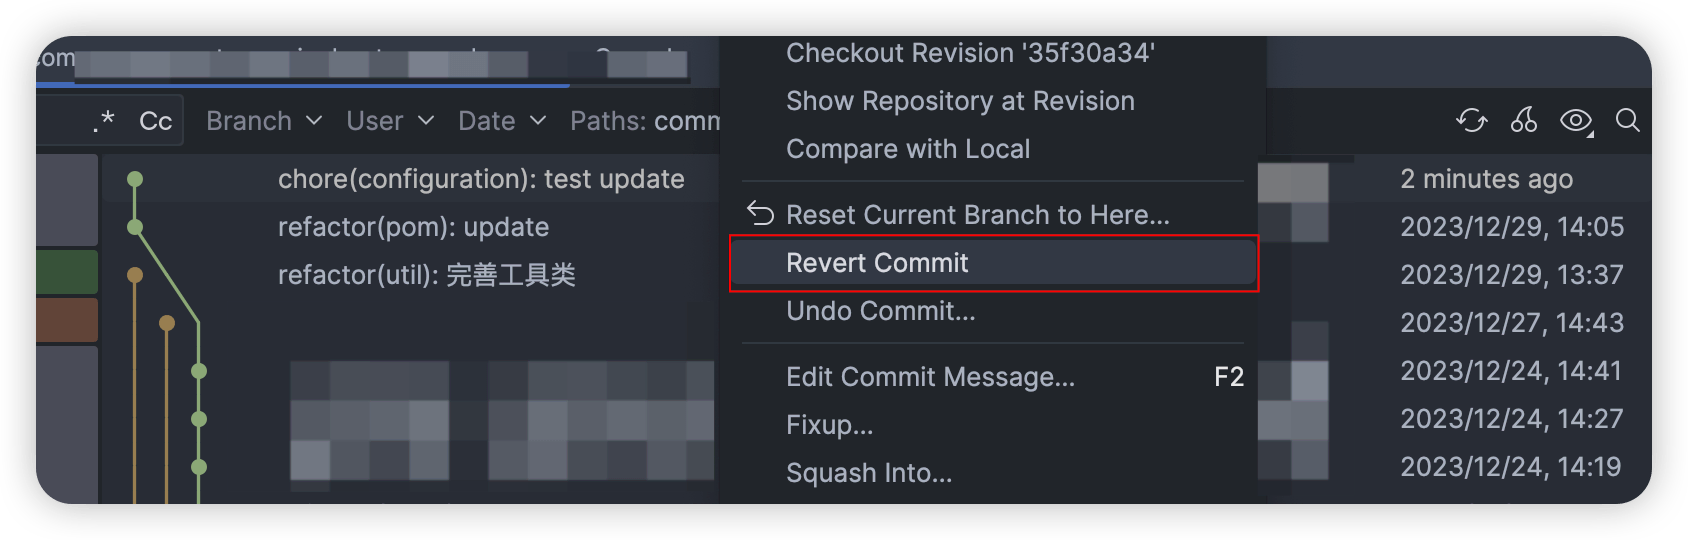 com
Checkout Revision '35f30a34'
.* Cc Branch User Date Paths: comm
Show Repository at Revision
Compare with Local
chore(configuration): test update
2 minutes ago
Reset Current Branch to Here...
refactor(pom): update
2023/12/29, 14:05
Revert Commit
refactor(util): 完善工具类
2023/12/29, 13:37
Undo Commit...
2023/12/27, 14:43
Edit Commit Message... F2
2023/12/24, 14:41
Fixup...
2023/12/24, 14:27
Squash Into...
2023/12/24, 14:19